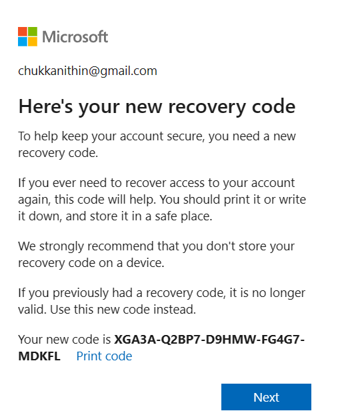 Microsoft
chukkanithin@gmail.com
Here's your new recovery code
To help keep your account secure, you need a new
recovery code.
If you ever need to recover access to your account
again, this code will help. You should print it or write
it down, and store it in a safe place.
We strongly recommend that you don't store your
recovery code on a device.
If you previously had a recovery code, it is no longer
valid. Use this new code instead.
Your new code is XGA3A-Q2BP7-D9HMW-FG4G7-
MDKFL Print code
Next